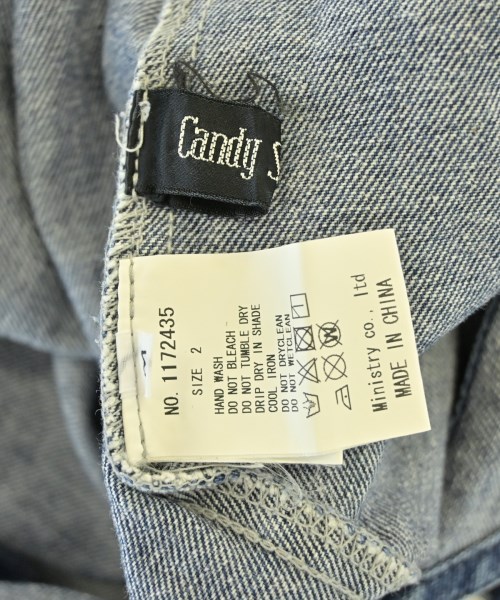 Candy S
NO. 1172435
SIZE 2
HAND WASH
DO NOT BLEACH
DO NOT TUMBLE DRY
DRIP DRY IN SHADE
COOL IRON
DO NOT DRYCLEAN
DO NOT WETCLEAN
W
Ministry co., ltd
MADE IN CHINA